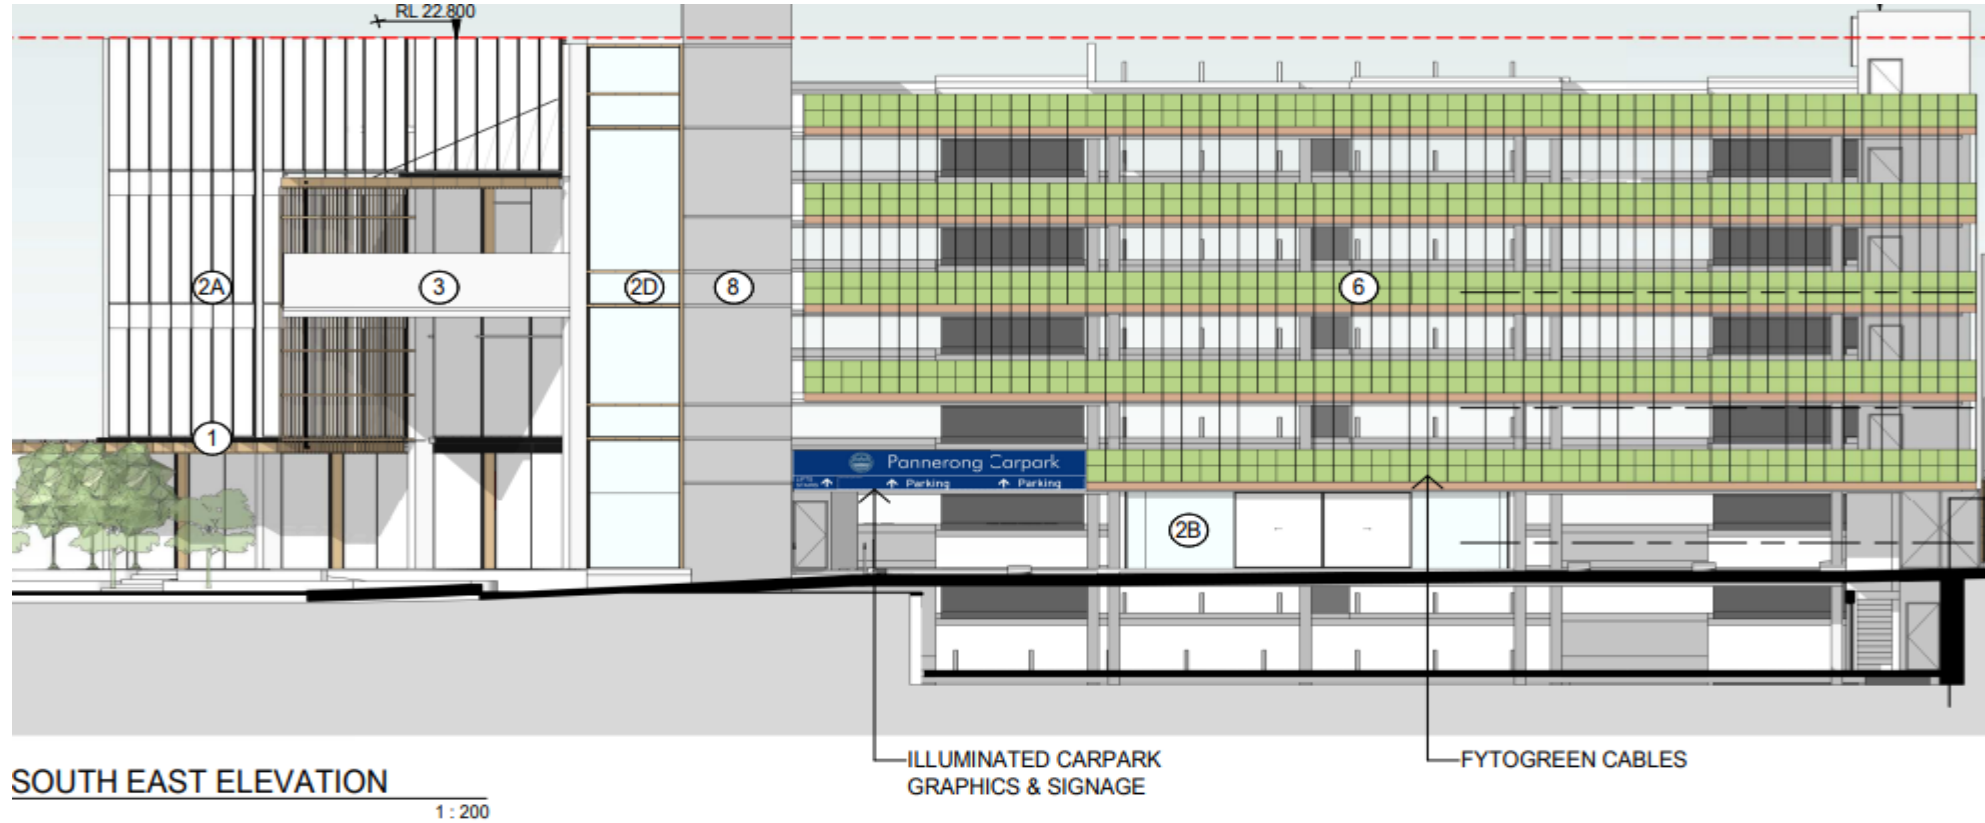 RL 22.800
2A
3
2D
8
6
1
Pannerong Carpark
Parking
Parking
2B
ILLUMINATED CARPARK
GRAPHICS & SIGNAGE
FYTOGREEN CABLES
SOUTH EAST ELEVATION
1 : 200